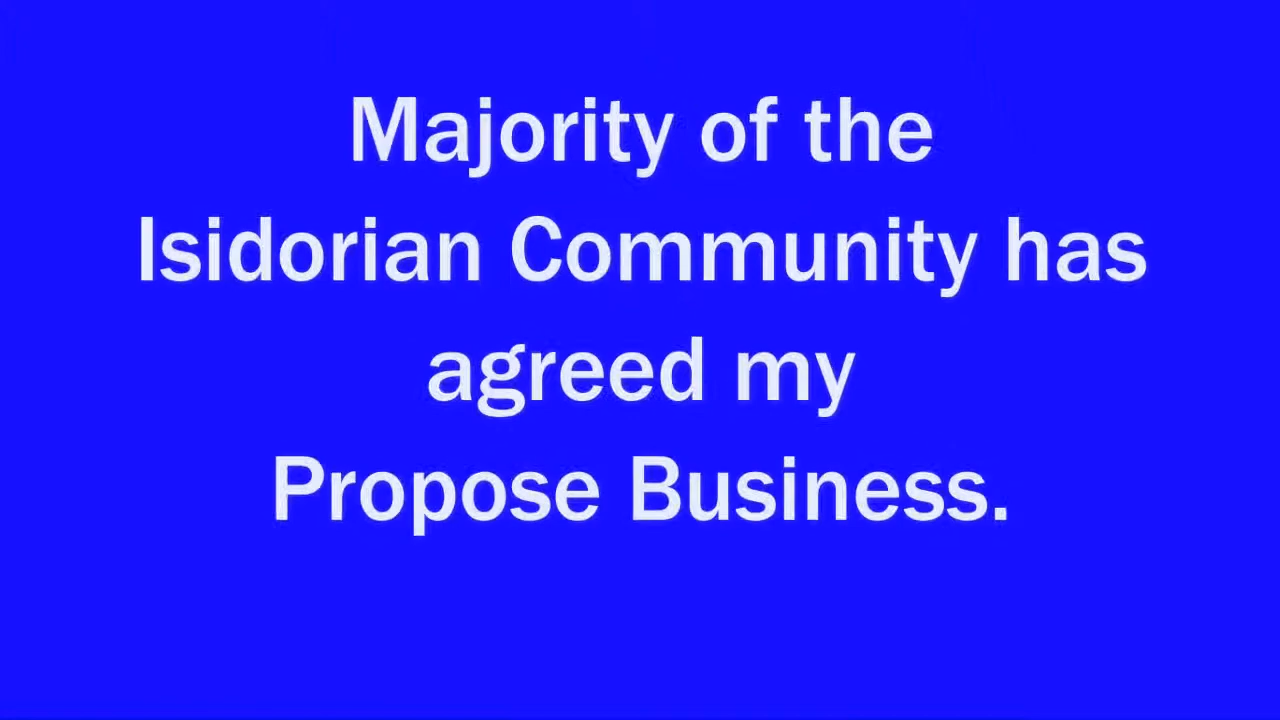 Majority of the
Isidorian Community has
agreed my
Propose Business.